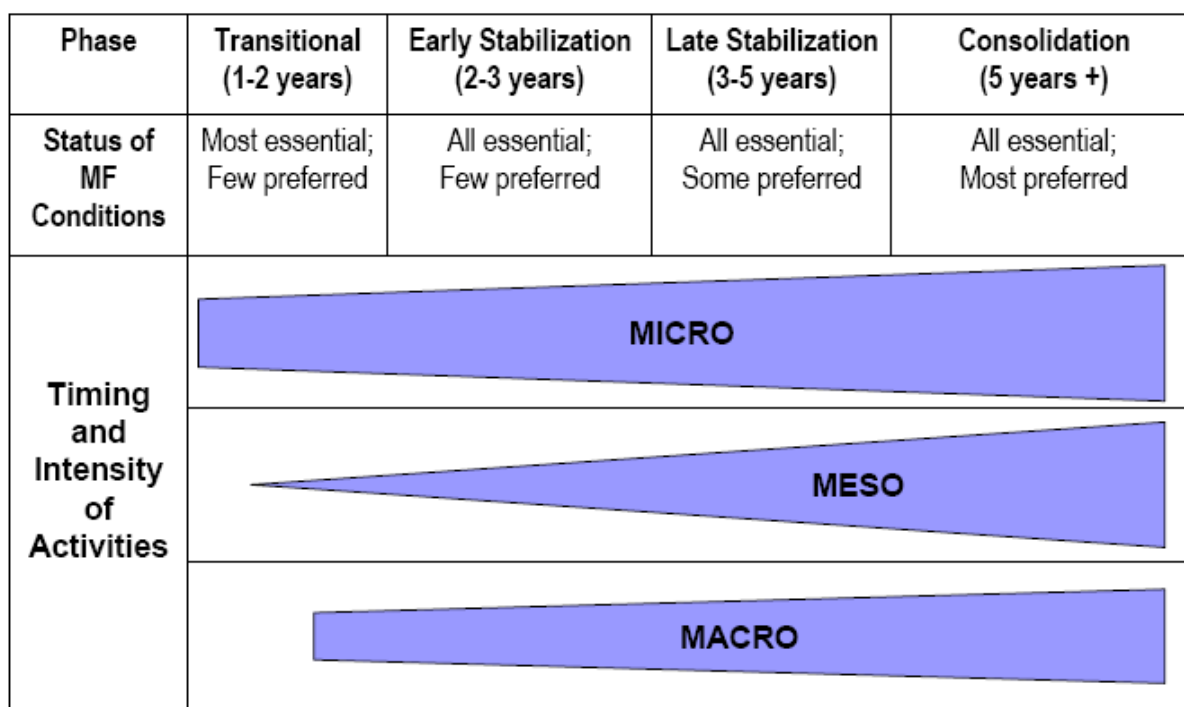 Phase
Transitional
(1-2 years)
Early Stabilization
(2-3 years)
Late Stabilization
(3-5 years)
Consolidation
(5 years +)
Status of
MF
Conditions
Most essential;
Few preferred
All essential;
Few preferred
All essential;
Some preferred
All essential;
Most preferred
Timing
and
Intensity
of
Activities
MICRO
MESO
MACRO